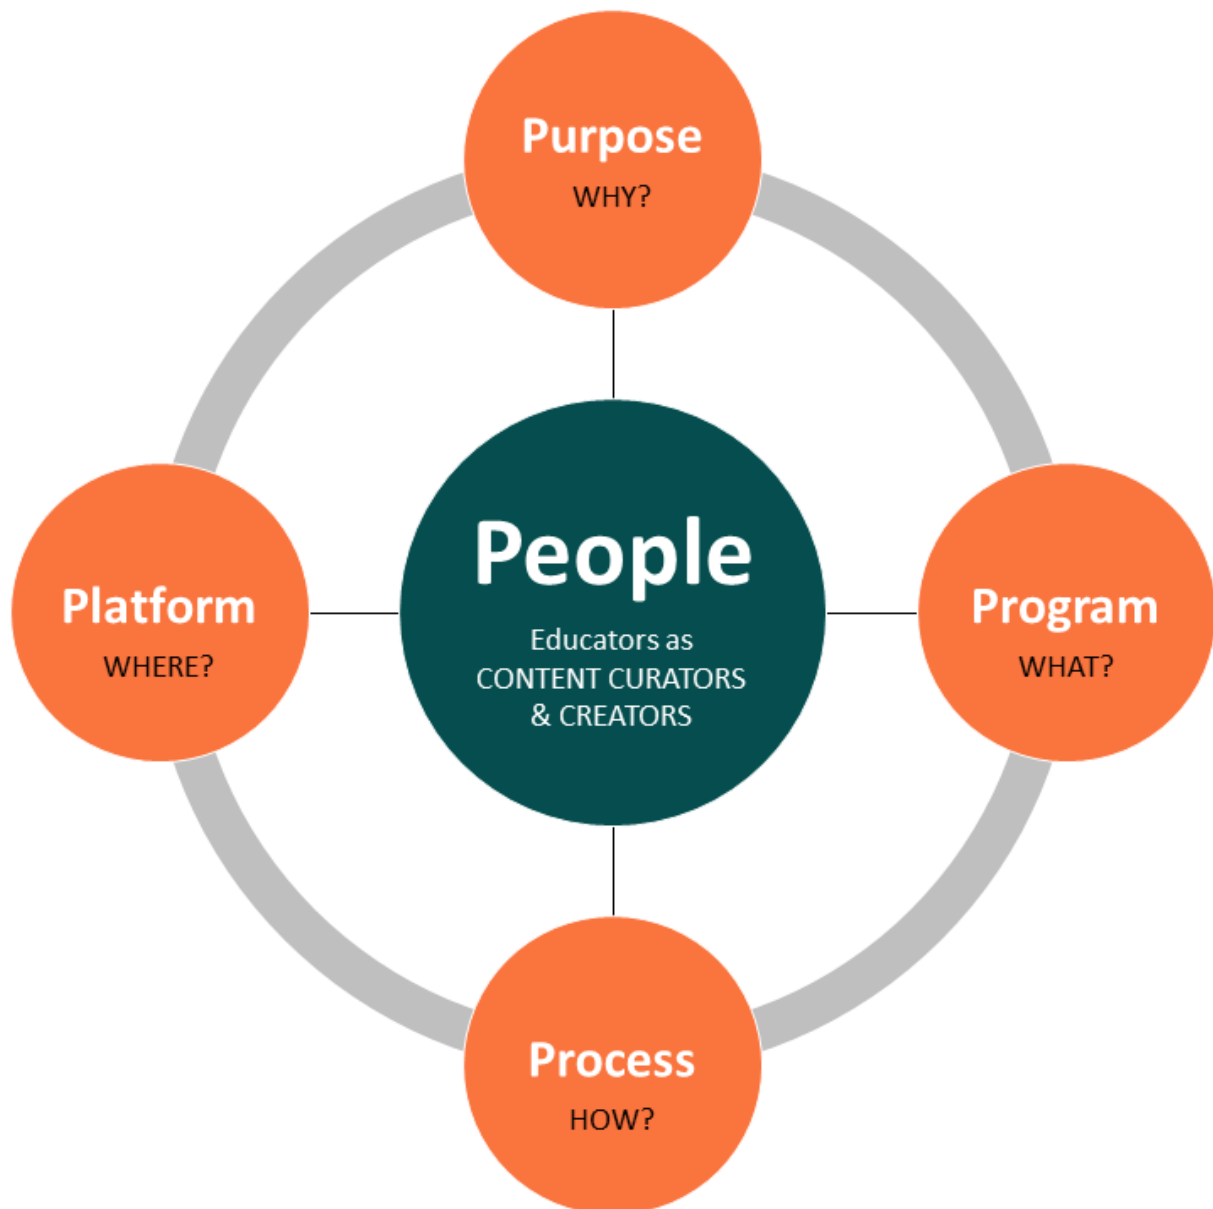 Purpose
WHY?
People
Educators as
CONTENT CURATORS
& CREATORS
Platform
WHERE?
Program
WHAT?
Process
HOW?